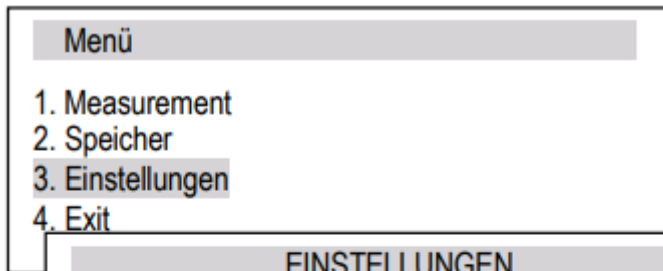 Menü
1. Measurement
2. Speicher
3. Einstellungen
4. Exit
EINSTELLUNGEN